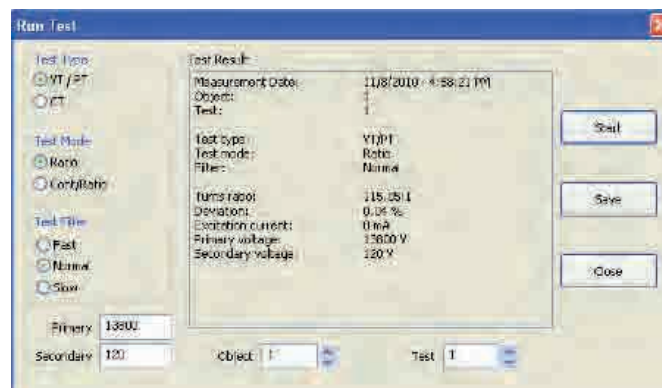 Run Test
Test Type
VT / PT
CT
Test Mode
Ratio
Cont/Ratio
Test Filter
Fast
Normal
Slow
Primary 13800
Secondary 120
Test Result
Measurement Date: 11/8/2010 - 4:58:21 PM
Object: 1
Test: 1
Test type: VT/PT
Test mode: Ratio
Filter: Normal
Turns ratio: 115.05:1
Deviation: 0.04 %
Excitation current: 0 mA
Primary voltage: 13800 V
Secondary voltage: 120 V
Object 1
Test 1
Start
Save
Close